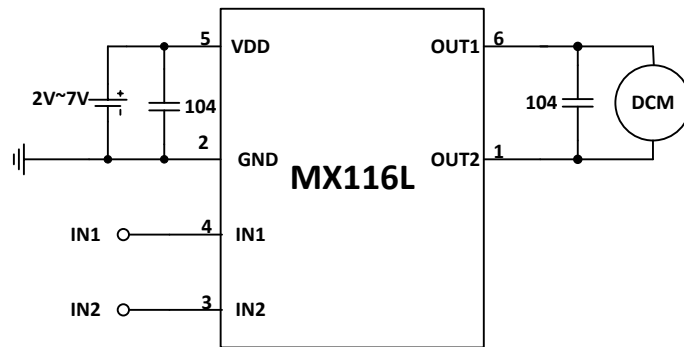 5 VDD OUT1 6
2V~7V + - 104 104 DCM
2 GND OUT2 1
MX116L
IN1 4 IN1
IN2 3 IN2